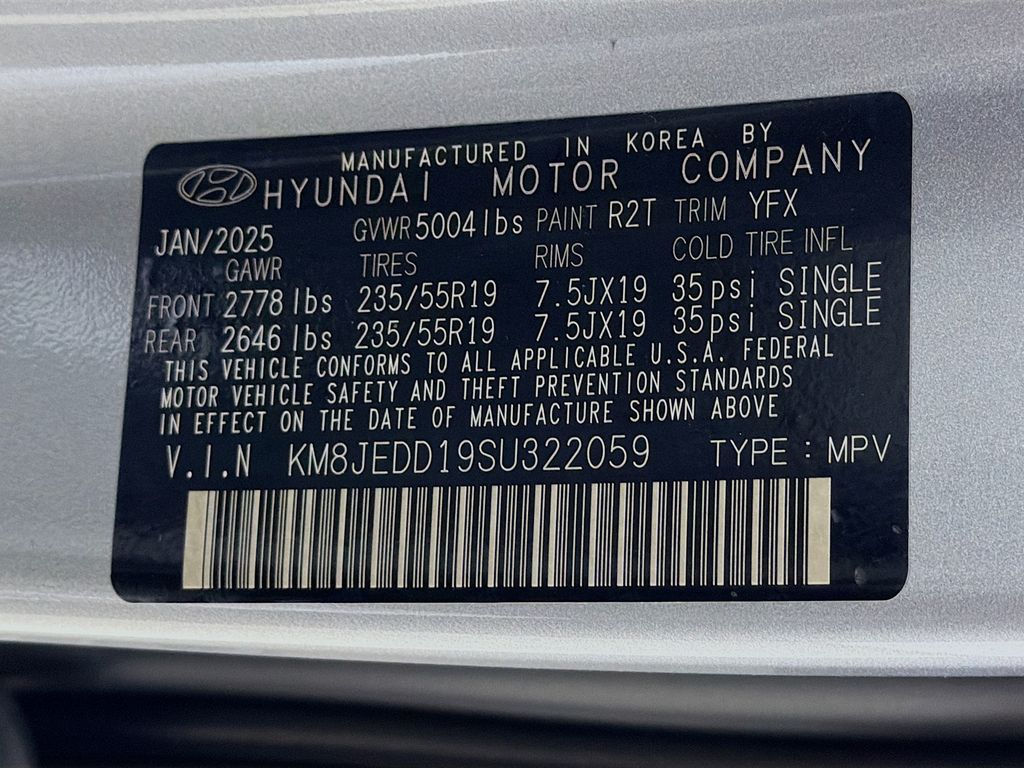 MANUFACTURED IN KOREA BY
HYUNDAI MOTOR COMPANY
JAN/2025 GVWR 5004lbs PAINT R2T TRIM YFX
GAWR TIRES RIMS COLD TIRE INFL
FRONT 2778 lbs 235/55R19 7.5JX19 35psi SINGLE
REAR 2646 lbs 235/55R19 7.5JX19 35psi SINGLE
THIS VEHICLE CONFORMS TO ALL APPLICABLE U.S.A. FEDERAL
MOTOR VEHICLE SAFETY AND THEFT PREVENTION STANDARDS
IN EFFECT ON THE DATE OF MANUFACTURE SHOWN ABOVE
V.I.N KM8JEDD19SU322059 TYPE : MPV